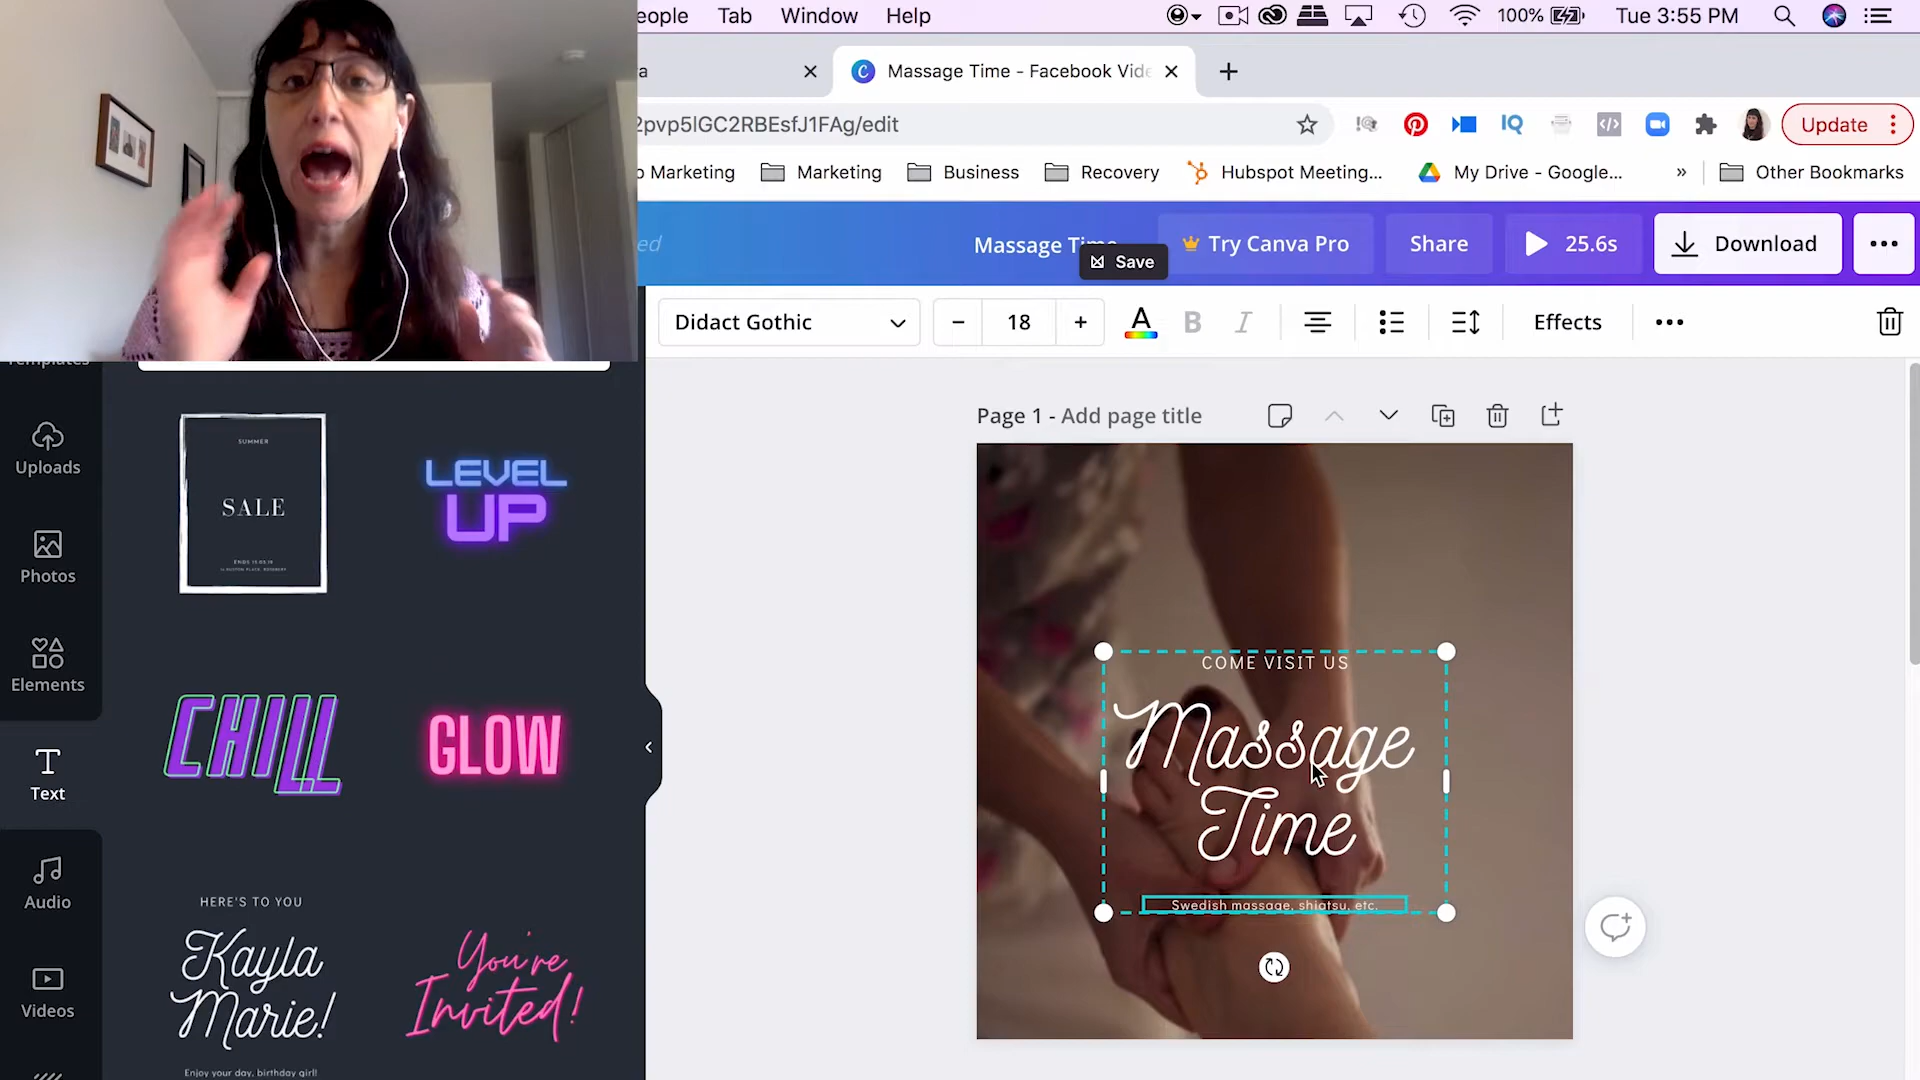 eople Tab Window Help 100% Tue 3:55 PM
a
Massage Time - Facebook Vide
2pvp5lGC2RBEsfJ1FAg/edit
Update
Marketing
Marketing
Business
Recovery
Hubspot Meeting...
My Drive - Google...
»
Other Bookmarks
ed
Massage Time
Save
Try Canva Pro
Share
25.6s
Download
Didact Gothic
18
A
B
I
Effects
Templates
Uploads
Photos
Elements
Text
Audio
Videos
SUMMER
SALE
LEVEL
UP
CHILL
GLOW
HERE'S TO YOU
Kayla
Marie!
Enjoy your day, birthday girl!
You're
Invited!
Page 1 - Add page title
COME VISIT US
Massage
Time
Swedish massage, shiatsu, etc.